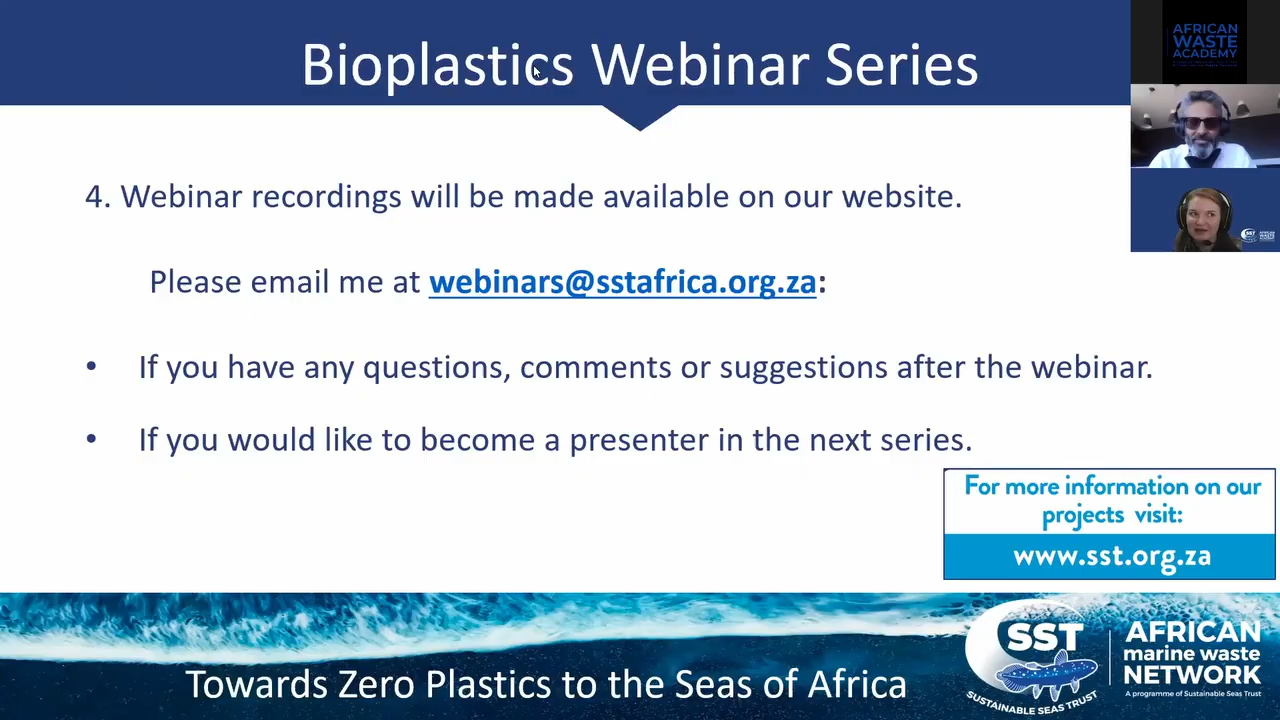 Bioplastics Webinar Series
AFRICAN
WASTE
ACADEMY
4. Webinar recordings will be made available on our website.
Please email me at webinars@sstafrica.org.za:
• If you have any questions, comments or suggestions after the webinar.
• If you would like to become a presenter in the next series.
For more information on our
projects visit:
www.sst.org.za
Towards Zero Plastics to the Seas of Africa
SST
SUSTAINABLE SEAS TRUST
AFRICAN
marine waste
NETWORK
A programme of Sustainable Seas Trust